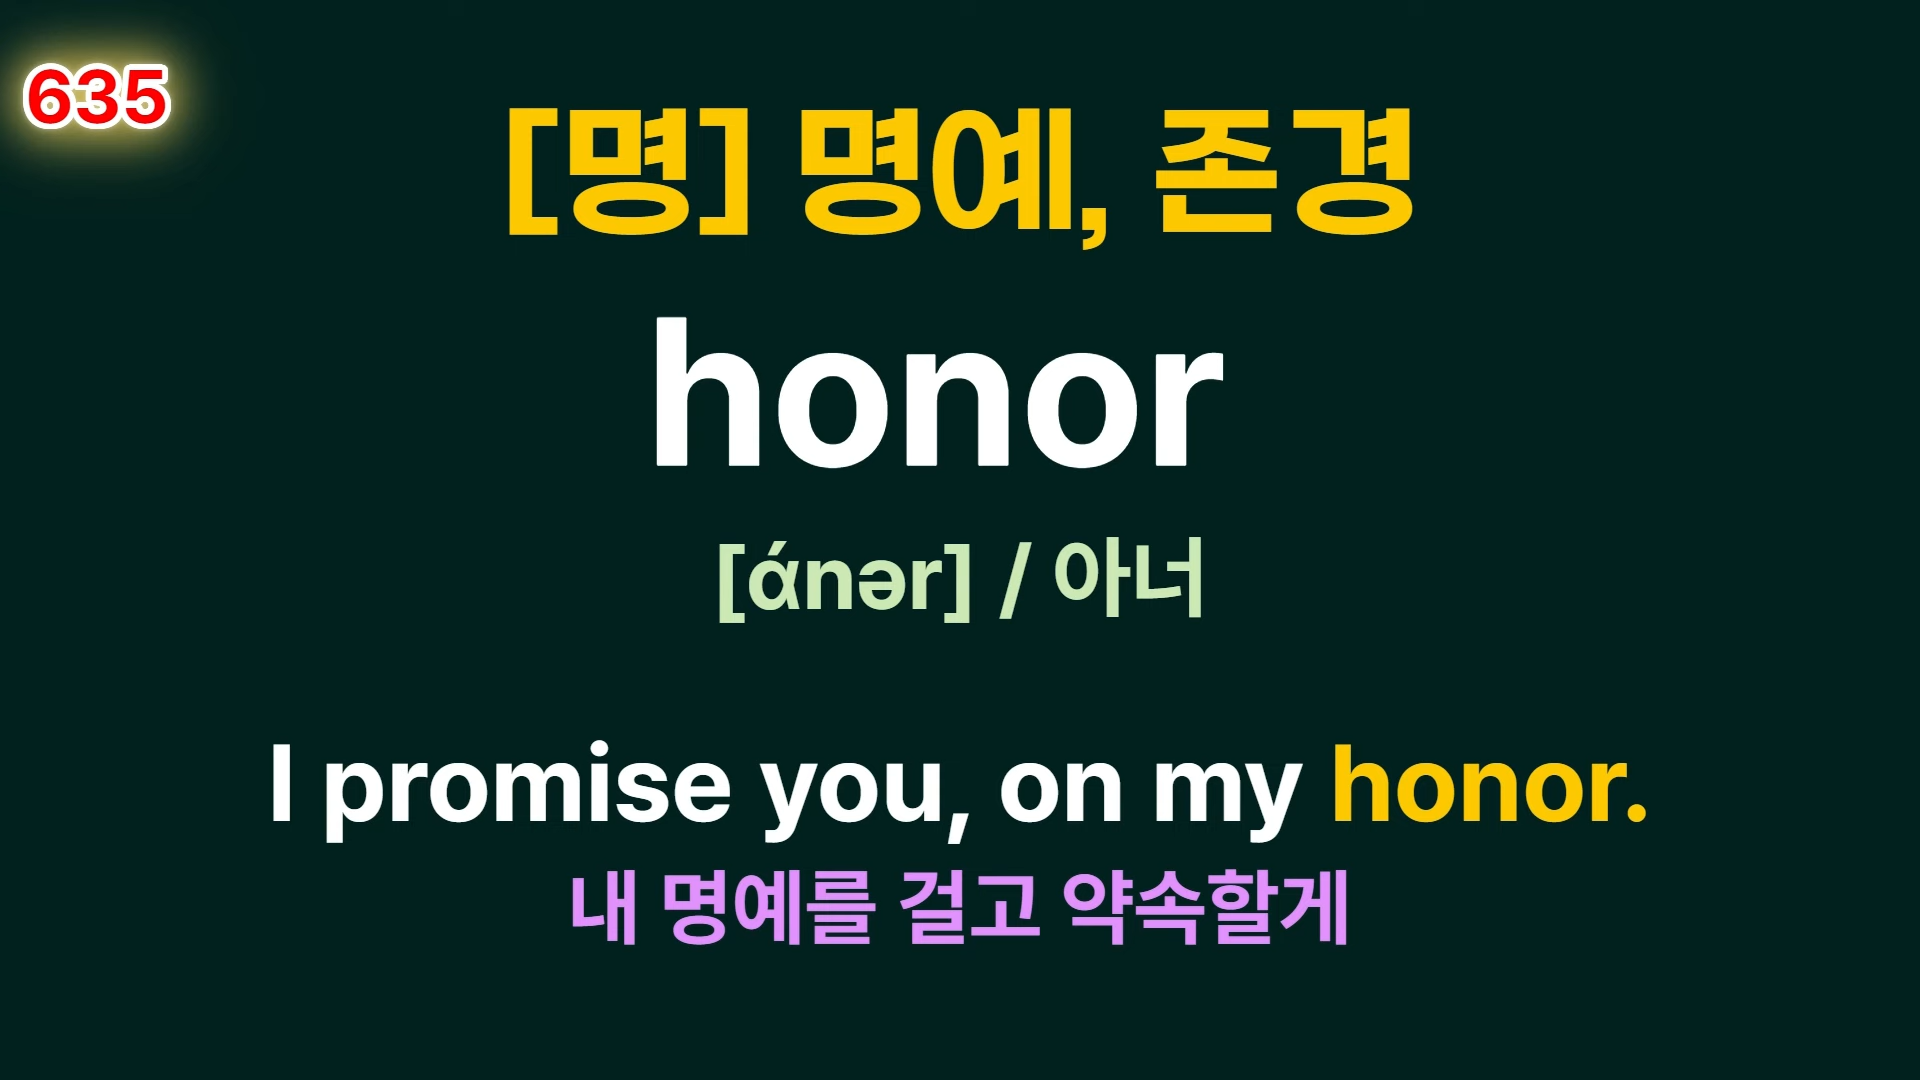 635
[명] 명예, 존경
honor
[ɑ́nər] / 아너
I promise you, on my honor.
내 명예를 걸고 약속할게